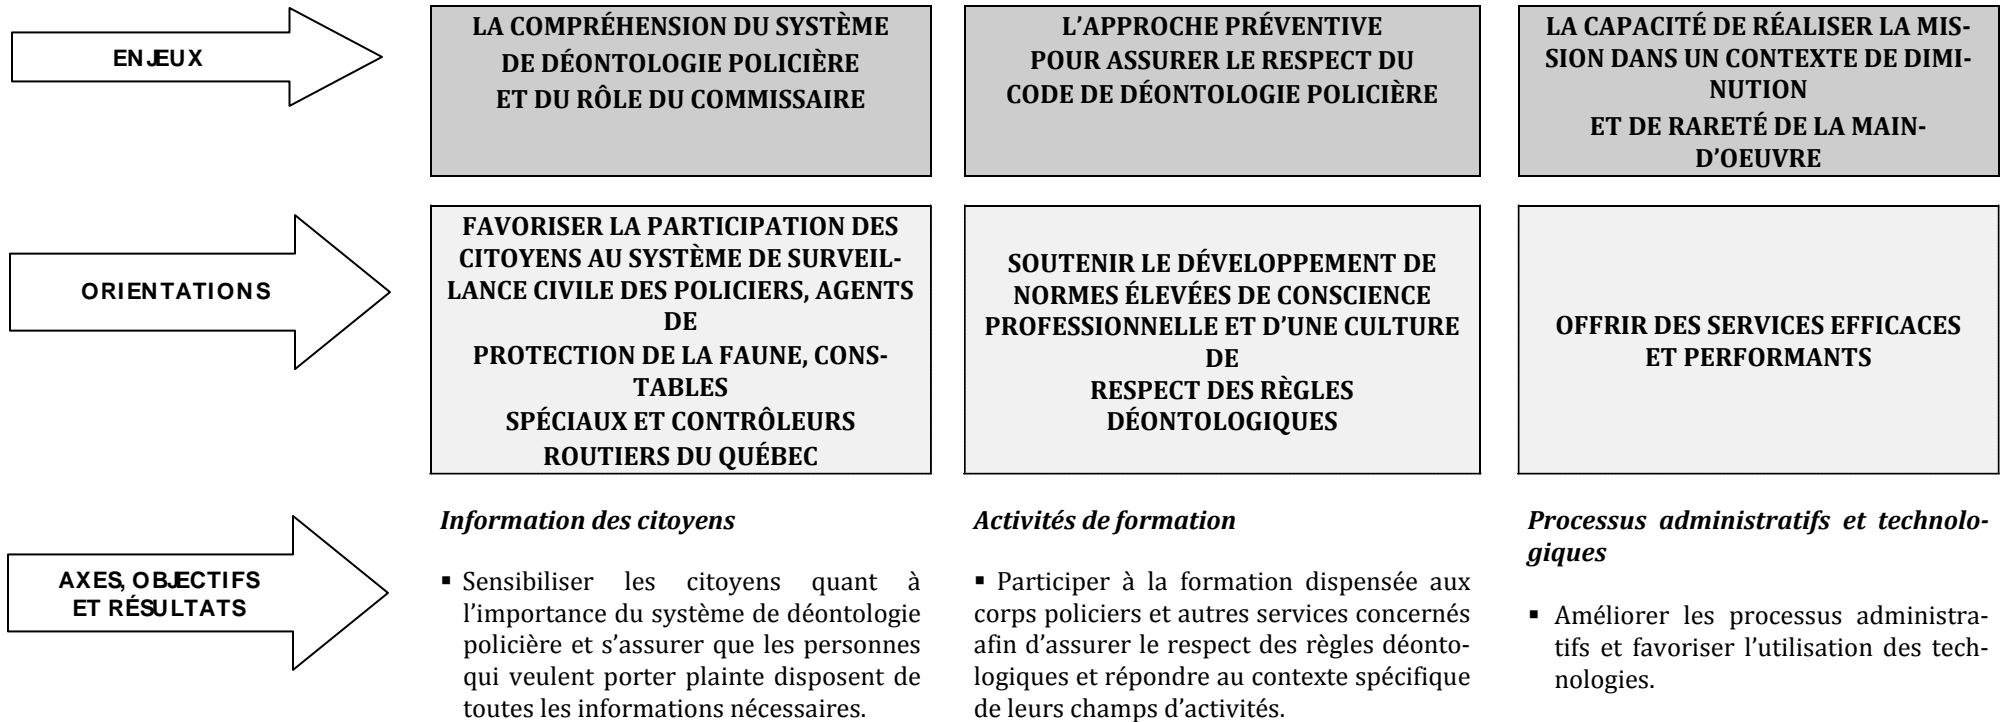 ENJEUX
LA COMPRÉHENSION DU SYSTÈME
DE DÉONTOLOGIE POLICIÈRE
ET DU RÔLE DU COMMISSAIRE
L’APPROCHE PRÉVENTIVE
POUR ASSURER LE RESPECT DU
CODE DE DÉONTOLOGIE POLICIÈRE
LA CAPACITÉ DE RÉALISER LA MIS-
SION DANS UN CONTEXTE DE DIMI-
NUTION
ET DE RARETÉ DE LA MAIN-
D’OEUVRE
ORIENTATIONS
FAVORISER LA PARTICIPATION DES
CITOYENS AU SYSTÈME DE SURVEIL-
LANCE CIVILE DES POLICIERS, AGENTS
DE
PROTECTION DE LA FAUNE, CONS-
TABLES
SPÉCIAUX ET CONTRÔLEURS
ROUTIERS DU QUÉBEC
SOUTENIR LE DÉVELOPPEMENT DE
NORMES ÉLEVÉES DE CONSCIENCE
PROFESSIONNELLE ET D’UNE CULTURE
DE
RESPECT DES RÈGLES
DÉONTOLOGIQUES
OFFRIR DES SERVICES EFFICACES
ET PERFORMANTS
AXES, OBJECTIFS
ET RÉSULTATS
Information des citoyens
▪ Sensibiliser les citoyens quant à
l’importance du système de déontologie
policière et s’assurer que les personnes
qui veulent porter plainte disposent de
toutes les informations nécessaires.
Activités de formation
▪ Participer à la formation dispensée aux
corps policiers et autres services concernés
afin d’assurer le respect des règles déonto-
logiques et répondre au contexte spécifique
de leurs champs d’activités.
Processus administratifs et technolo-
giques
▪ Améliorer les processus administra-
tifs et favoriser l’utilisation des tech-
nologies.